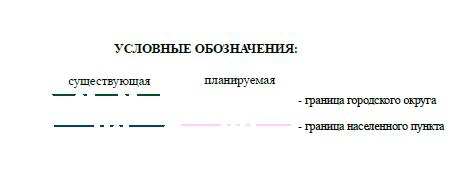 УСЛОВНЫЕ ОБОЗНАЧЕНИЯ:
существующая планируемая
- граница городского округа
- граница населенного пункта